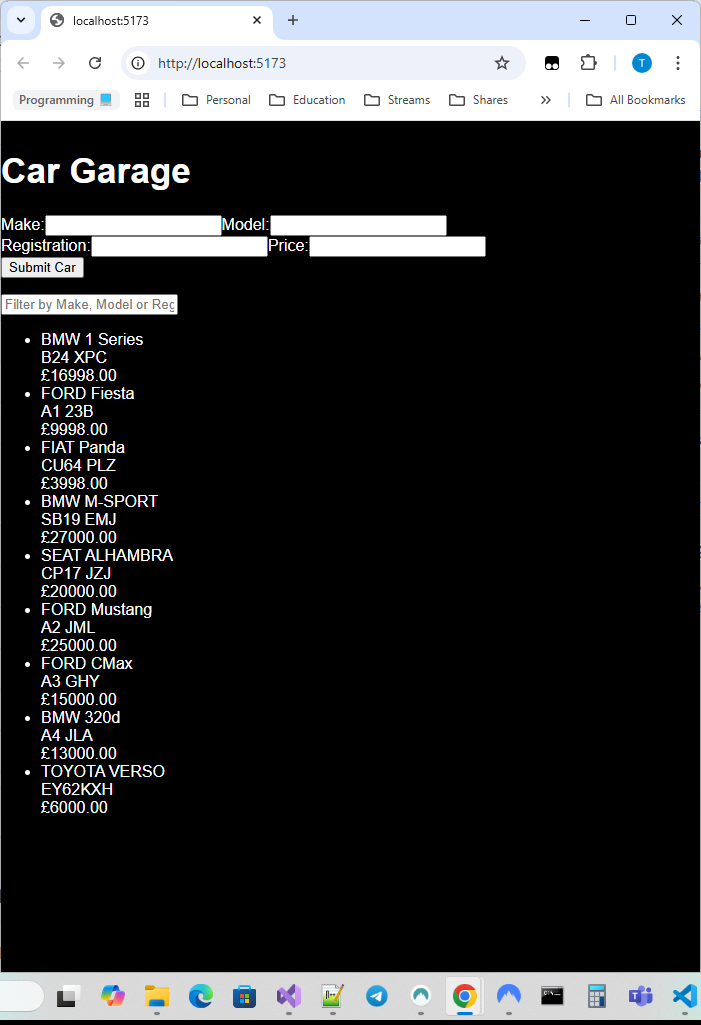 localhost:5173
http://localhost:5173
T
Programming
Personal
Education
Streams
Shares
All Bookmarks
Car Garage
Make:
Model:
Registration:
Price:
Submit Car
Filter by Make, Model or Reg
BMW 1 Series
B24 XPC
£16998.00
FORD Fiesta
A1 23B
£9998.00
FIAT Panda
CU64 PLZ
£3998.00
BMW M-SPORT
SB19 EMJ
£27000.00
SEAT ALHAMBRA
CP17 JZJ
£20000.00
FORD Mustang
A2 JML
£25000.00
FORD CMax
A3 GHY
£15000.00
BMW 320d
A4 JLA
£13000.00
TOYOTA VERSO
EY62KXH
£6000.00